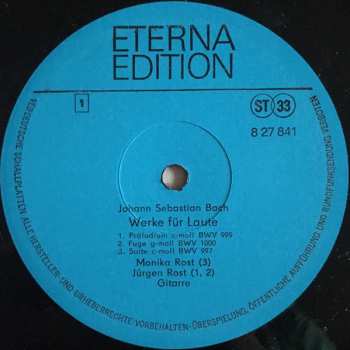 ETERNA
EDITION
1
ST 33
8 27 841
Johann Sebastian Bach
Werke für Laute
1. Präludium c-moll BWV 999
2. Fuge g-moll BWV 1000
3. Suite c-moll BWV 997
Monika Rost (3)
Jürgen Rost (1, 2)
Gitarre
VEB DEUTSCHE SCHALLPLATTEN ALLE HERSTELLER- UND URHEBERRECHTE VORBEHALTEN-ÜBERSPIELUNG, ÖFFENTLICHE AUFFÜHRUNG UND RUNDFUNKSENDUNG VERBOTEN